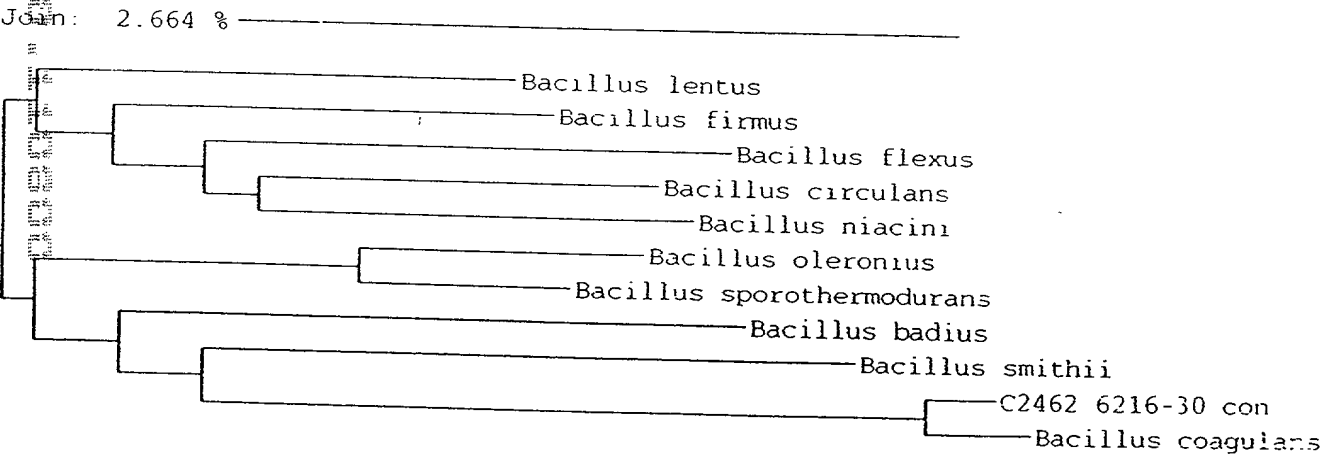 Join: 2.664 %
Bacillus lentus
Bacillus firmus
Bacillus flexus
Bacillus circulans
Bacillus niacini
Bacillus oleronius
Bacillus sporothermodurans
Bacillus badius
Bacillus smithii
C2462 6216-30 con
Bacillus coagulans